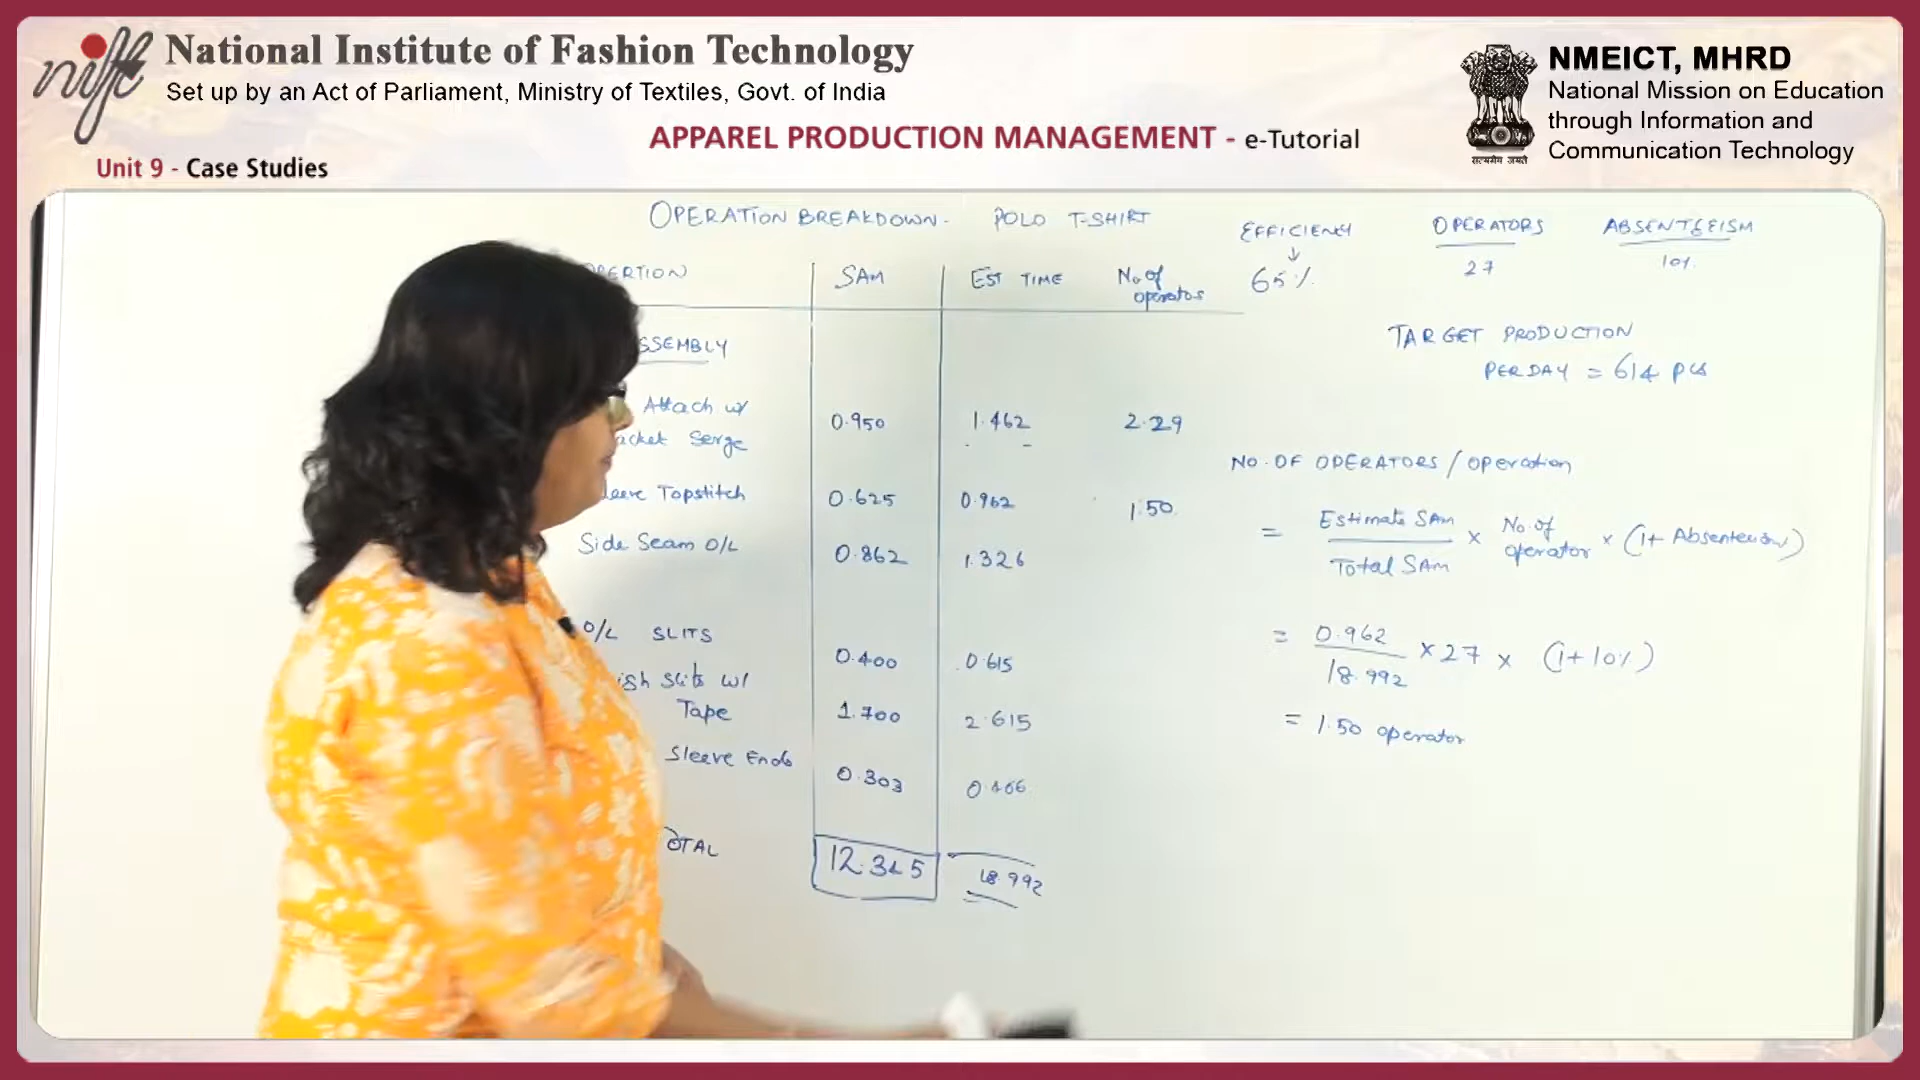 nift
National Institute of Fashion Technology
Set up by an Act of Parliament, Ministry of Textiles, Govt. of India
APPAREL PRODUCTION MANAGEMENT - e-Tutorial
Unit 9 - Case Studies
सत्यमेव जयते
NMEICT, MHRD
National Mission on Education
through Information and
Communication Technology
OPERATION BREAKDOWN - POLO T-SHIRT
SAM
EST TIME
No. of
operators
Attach w/
Serge
0.950
1.462
2.29
Topstitch
0.625
0.962
1.50
Side Seam O/L
0.862
1.326
O/L SLITS
0.400
0.615
Slits w/
Tape
1.700
2.615
Sleeve Ends
0.303
0.466
12.345
18.992
EFFICIENCY
65%
OPERATORS
27
ABSENTEEISM
10%
TARGET PRODUCTION
PER DAY = 614 pcs
NO. OF OPERATORS / operation
= Estimate SAM / Total SAM × No. of operator × (1+ Absenteeism)
= 0.962 / 18.992 × 27 × (1+10%)
= 1.50 operator